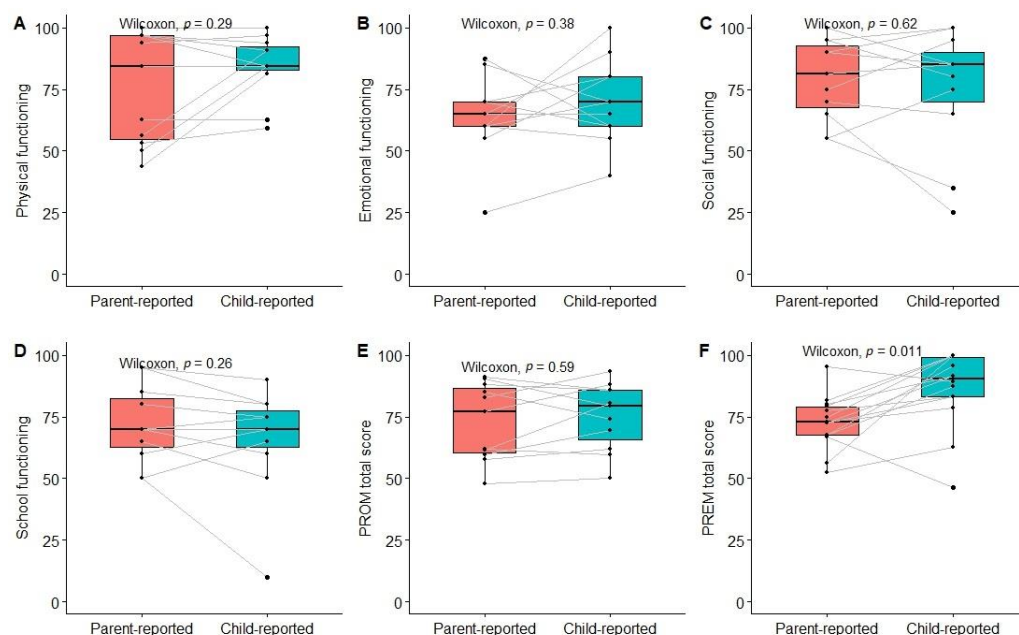 A
Wilcoxon, p = 0.29
100
75
50
25
0
Physical functioning
Parent-reported Child-reported
B
Wilcoxon, p = 0.38
100
75
50
25
0
Emotional functioning
Parent-reported Child-reported
C
Wilcoxon, p = 0.62
100
75
50
25
0
Social functioning
Parent-reported Child-reported
D
Wilcoxon, p = 0.26
100
75
50
25
0
School functioning
Parent-reported Child-reported
E
Wilcoxon, p = 0.59
100
75
50
25
0
PROM total score
Parent-reported Child-reported
F
Wilcoxon, p = 0.011
100
75
50
25
0
PREM total score
Parent-reported Child-reported